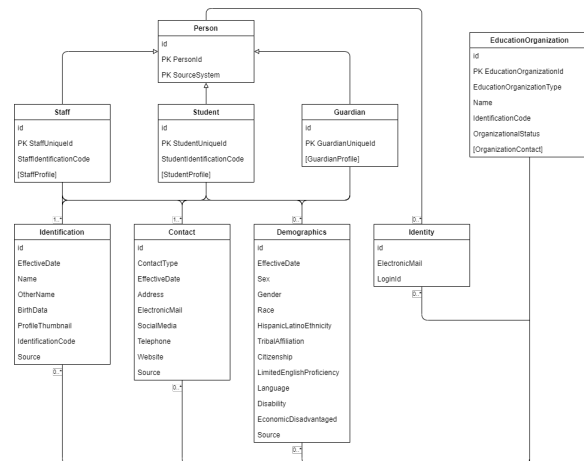 Person
id
PK PersonId
PK SourceSystem
EducationOrganization
id
PK EducationOrganizationId
EducationOrganizationType
Name
IdentificationCode
OrganizationalStatus
[OrganizationContact]
Staff
id
PK StaffUniqueId
StaffIdentificationCode
[StaffProfile]
Student
id
PK StudentUniqueId
StudentIdentificationCode
[StudentProfile]
Guardian
id
PK GuardianUniqueId
[GuardianProfile]
1..*
1..*
0..*
0..*
Identification
id
EffectiveDate
Name
OtherName
BirthData
ProfileThumbnail
IdentificationCode
Source
0..*
Contact
id
ContactType
EffectiveDate
Address
ElectronicMail
SocialMedia
Telephone
Website
Source
0..*
Demographics
id
EffectiveDate
Sex
Gender
Race
HispanicLatinoEthnicity
TribalAffiliation
Citizenship
LimitedEnglishProficiency
Language
Disability
EconomicDisadvantaged
Source
0..*
Identity
id
ElectronicMail
LoginId
0..*